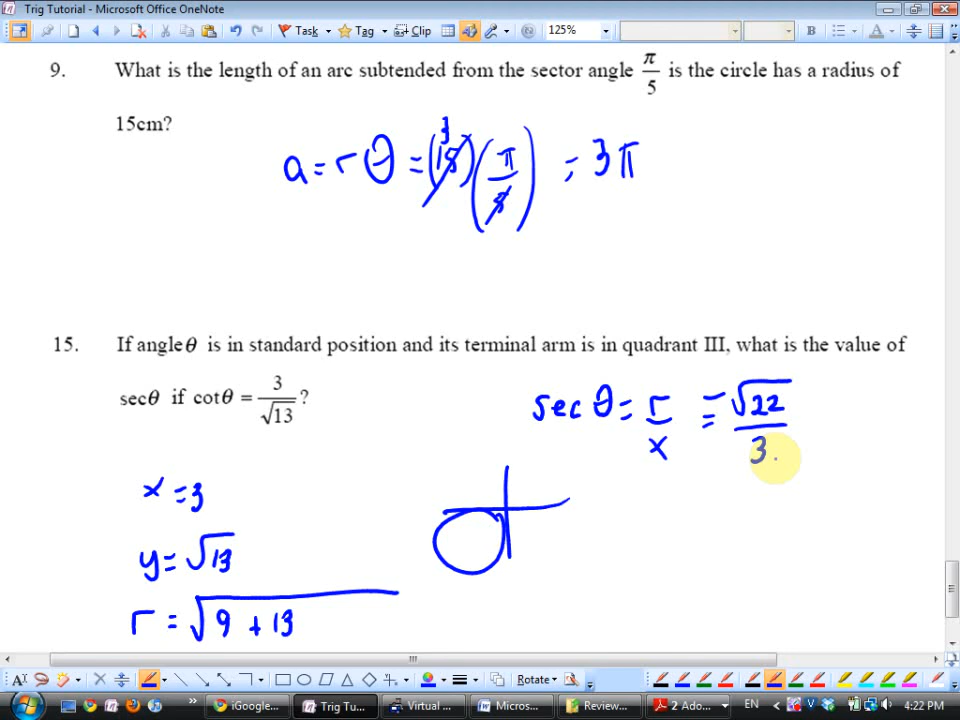 Trig Tutorial - Microsoft Office OneNote
Task Tag Clip 125% B A
9. What is the length of an arc subtended from the sector angle π/5 is the circle has a radius of
15cm?
a = r θ = (15) 3 (π/5) = 3π
15. If angle θ is in standard position and its terminal arm is in quadrant III, what is the value of
secθ if cotθ = 3/√13?
sec θ = r/x = -√22/3
x = 3
y = √13
r = √9 + 13
Rotate
iGoogle... Trig Tu... Virtual ... Micros... Review... 2 Ado... EN 4:22 PM